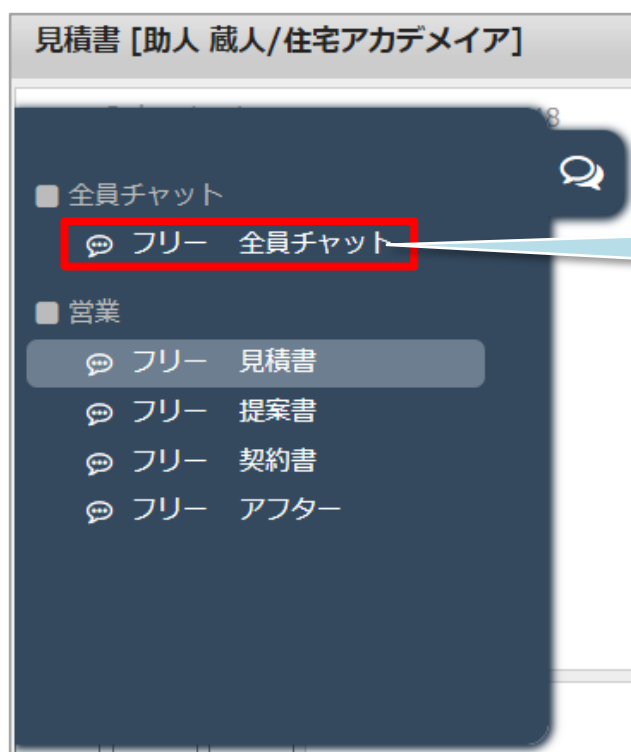 見積書 [助人 蔵人/住宅アカデメイア]
8
全員チャット
フリー 全員チャット
営業
フリー 見積書
フリー 提案書
フリー 契約書
フリー アフター